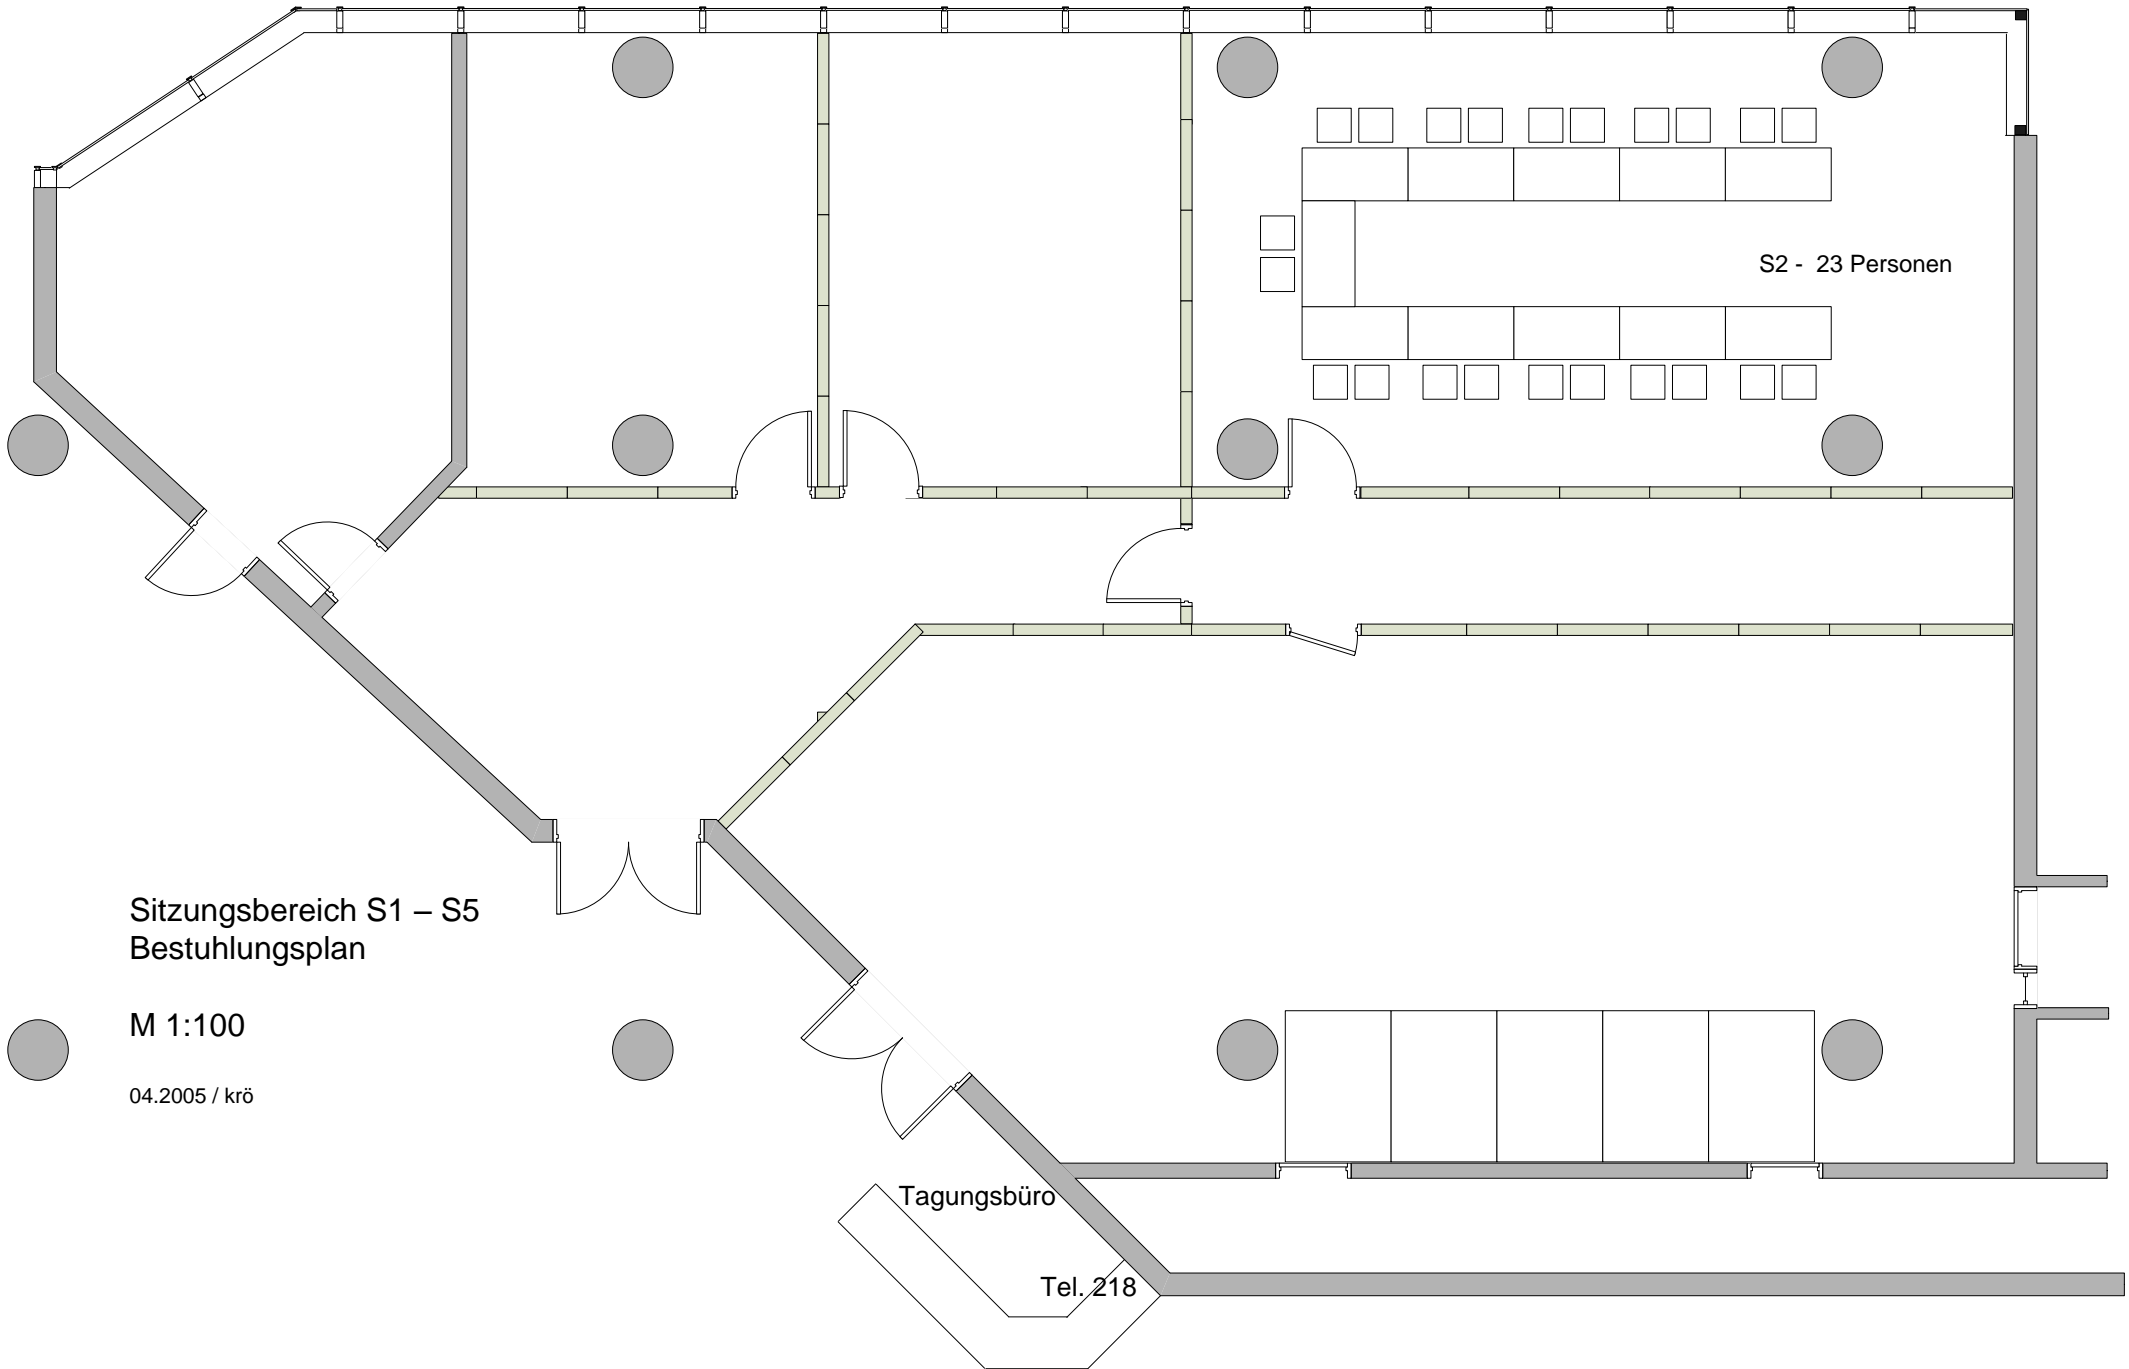 S2 - 23 Personen
Sitzungsbereich S1 – S5
Bestuhlungsplan
M 1:100
04.2005 / krö
Tagungsbüro
Tel. 218